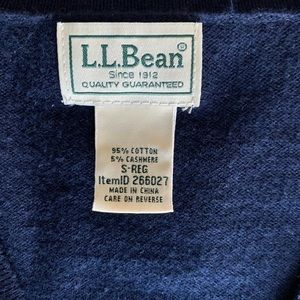 L.L.Bean®
Since 1912
QUALITY GUARANTEED
95% COTTON
5% CASHMERE
S-REG
ItemID 266027
MADE IN CHINA
CARE ON REVERSE